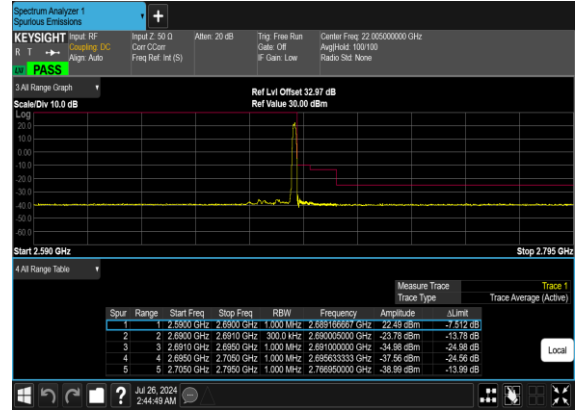 Spectrum Analyzer 1
Spurious Emissions
+
KEYSIGHT Input: RF Input Z: 50 Ω Atten: 20 dB Trig: Free Run Center Freq: 22.005000000 GHz
R T Coupling: DC Corr CCorr Gate: Off Avg|Hold: 100/100
Align: Auto Freq Ref: Int (S) IF Gain: Low Radio Std: None
PASS
3 All Range Graph
Ref Lvl Offset 32.97 dB
Scale/Div 10.0 dB Ref Value 30.00 dBm
Log
20.0
10.0
0.00
-10.0
-20.0
-30.0
-40.0
-50.0
-60.0
Start 2.590 GHz Stop 2.795 GHz
4 All Range Table
Measure Trace Trace 1
Trace Type Trace Average (Active)
Spur Range Start Freq Stop Freq RBW Frequency Amplitude ΔLimit
1 1 2.5900 GHz 2.6900 GHz 1.000 MHz 2.689166667 GHz 22.49 dBm -7.512 dB
2 2 2.6900 GHz 2.6910 GHz 300.0 kHz 2.690005000 GHz -23.78 dBm -13.78 dB
3 3 2.6910 GHz 2.6950 GHz 1.000 MHz 2.691000000 GHz -34.98 dBm -24.98 dB
4 4 2.6950 GHz 2.7050 GHz 1.000 MHz 2.695633333 GHz -37.56 dBm -24.56 dB
5 5 2.7050 GHz 2.7950 GHz 1.000 MHz 2.766950000 GHz -38.99 dBm -13.99 dB
Local
? Jul 26, 2024
2:44:49 AM